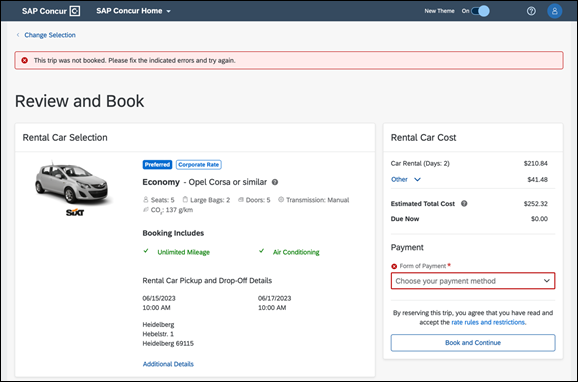 SAP Concur C SAP Concur Home New Theme On
Change Selection
This trip was not booked. Please fix the indicated errors and try again.
Review and Book
Rental Car Selection
Preferred Corporate Rate
Economy - Opel Corsa or similar
Seats: 5 Large Bags: 2 Doors: 5 Transmission: Manual
CO2: 137 g/km
SIXT
Booking Includes
Unlimited Mileage Air Conditioning
Rental Car Pickup and Drop-Off Details
06/15/2023 06/17/2023
10:00 AM 10:00 AM
Heidelberg
Hebelstr. 1
Heidelberg 69115
Additional Details
Rental Car Cost
Car Rental (Days: 2) $210.84
Other $41.48
Estimated Total Cost $252.32
Due Now $0.00
Payment
Form of Payment *
Choose your payment method
By reserving this trip, you agree that you have read and
accept the rate rules and restrictions.
Book and Continue